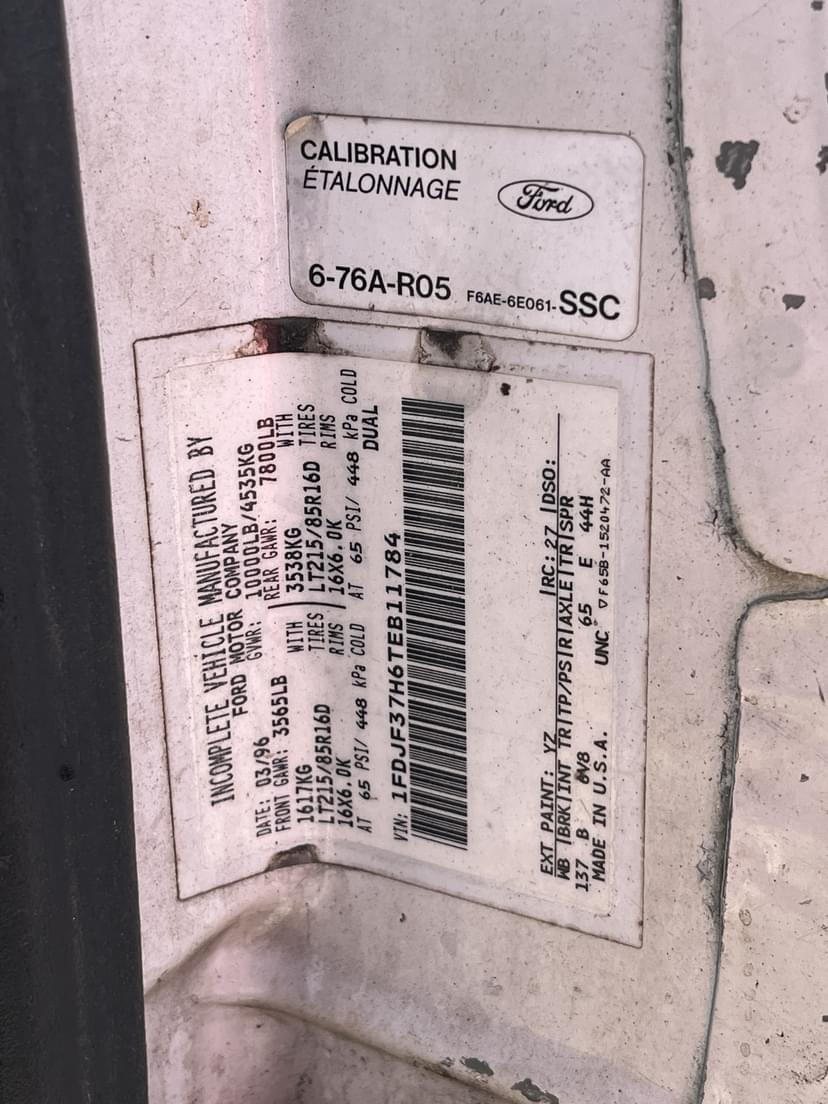 CALIBRATION
ÉTALONNAGE
Ford
6-76A-R05 F6AE-6E061-SSC
INCOMPLETE VEHICLE MANUFACTURED BY
FORD MOTOR COMPANY
DATE: 03/96 GVWR: 10000LB/4535KG
FRONT GAWR: 3565LB REAR GAWR: 7800LB
1617KG WITH 3538KG WITH
LT215/85R16D TIRES LT215/85R16D TIRES
16X6.0K RIMS 16X6.0K RIMS
AT 65 PSI/ 448 kPa COLD AT 65 PSI/ 448 kPa COLD
DUAL
VIN: 1FDJF37H6TEB11784
EXT PAINT: YZ RC: 27 DSO:
WB BRK INT TR TP/PS R AXLE TR SPR
137 B 6V8 65 E 44H
MADE IN U.S.A. UNC ▽F65B-1520472-AA